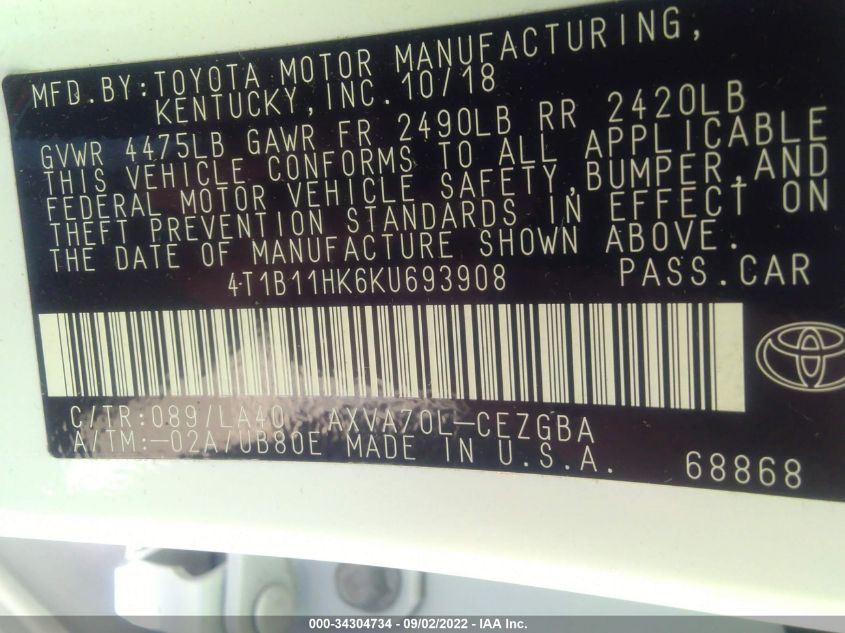 MFD.BY:TOYOTA MOTOR MANUFACTURING,
KENTUCKY,INC. 10/18
GVWR 4475LB GAWR FR 2490LB RR 2420LB
THIS VEHICLE CONFORMS TO ALL APPLICABLE
FEDERAL MOTOR VEHICLE SAFETY,BUMPER,AND
THEFT PREVENTION STANDARDS IN EFFECT ON
THE DATE OF MANUFACTURE SHOWN ABOVE.
4T1B11HK6KU693908 PASS.CAR
C/TR:089/LA40 AXVA70L-CEZGBA
A/TM:-02A/UB80E MADE IN U.S.A. 68868
000-34304734 - 09/02/2022 - IAA Inc.